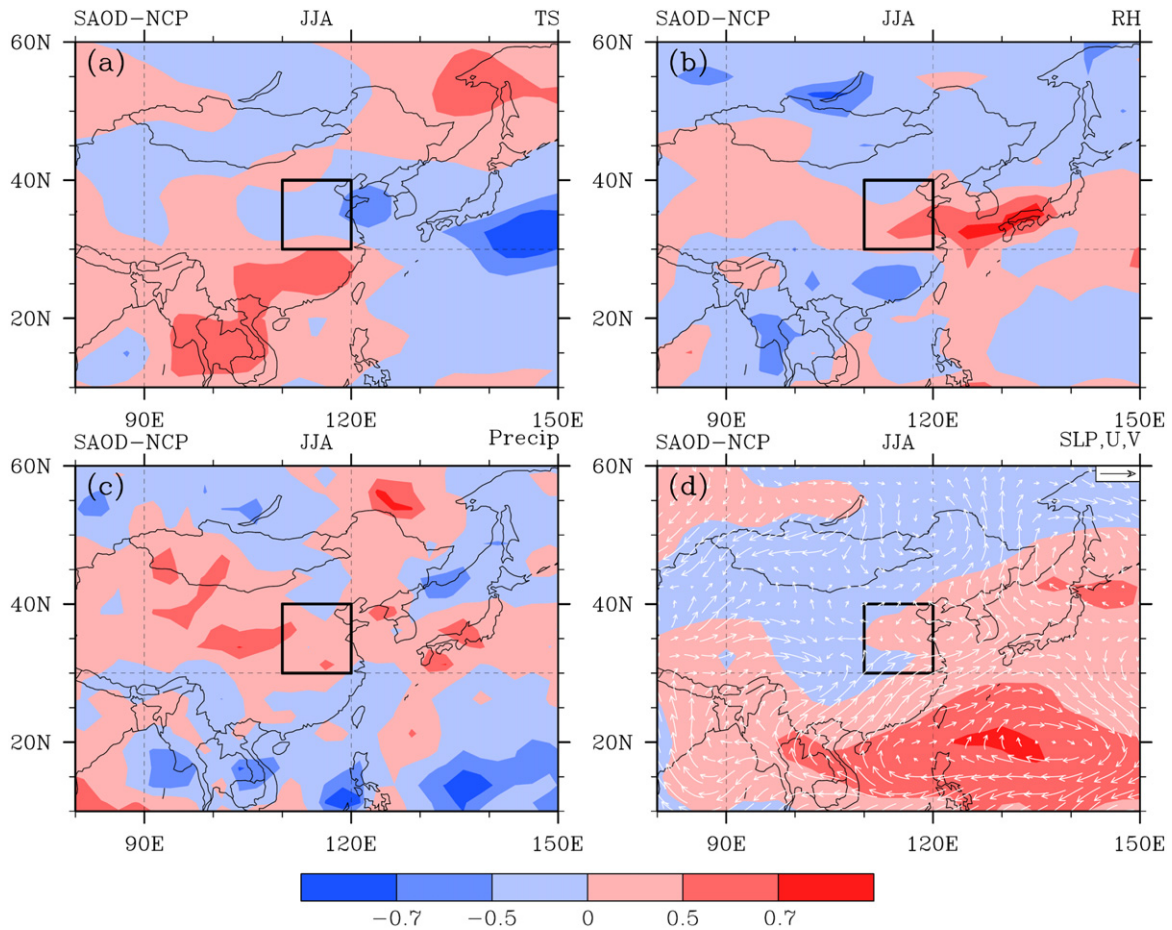 SAOD-NCP JJA TS
SAOD-NCP JJA RH
60N
(a)
40N
20N
90E 120E 150E
60N
(b)
40N
20N
90E 120E 150E
SAOD-NCP JJA Precip
SAOD-NCP JJA SLP,U,V
60N
(c)
40N
20N
90E 120E 150E
60N
(d)
40N
20N
90E 120E 150E
−0.7 −0.5 0 0.5 0.7